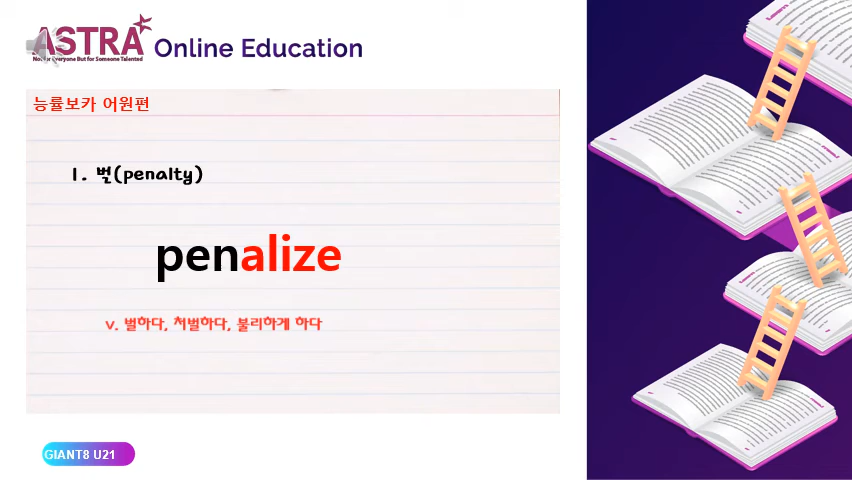 ASTRA
Not for Everyone But for Someone Talented
Online Education
능률보카 어원편
1. 벌(penalty)
penalize
v. 벌하다, 처벌하다, 불리하게 하다
GIANT8 U21